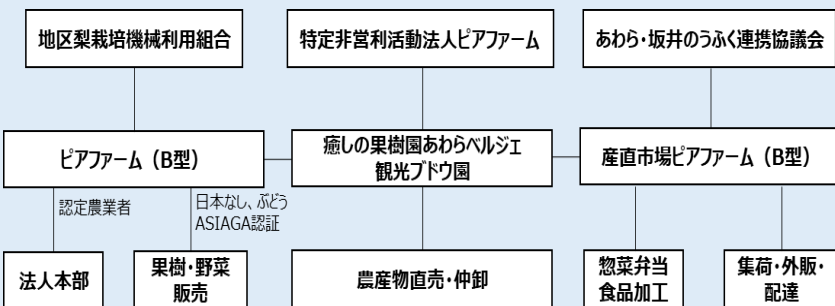 地区梨栽培機械利用組合
特定非営利活動法人ピアファーム
あわら・坂井のうふく連携協議会
ピアファーム（B型）
癒しの果樹園あわらベルジェ
観光ブドウ園
産直市場ピアファーム（B型）
認定農業者
日本なし、ぶどう
ASIAGA認証
法人本部
果樹・野菜
販売
農産物直売・仲卸
惣菜弁当
食品加工
集荷・外販・
配達